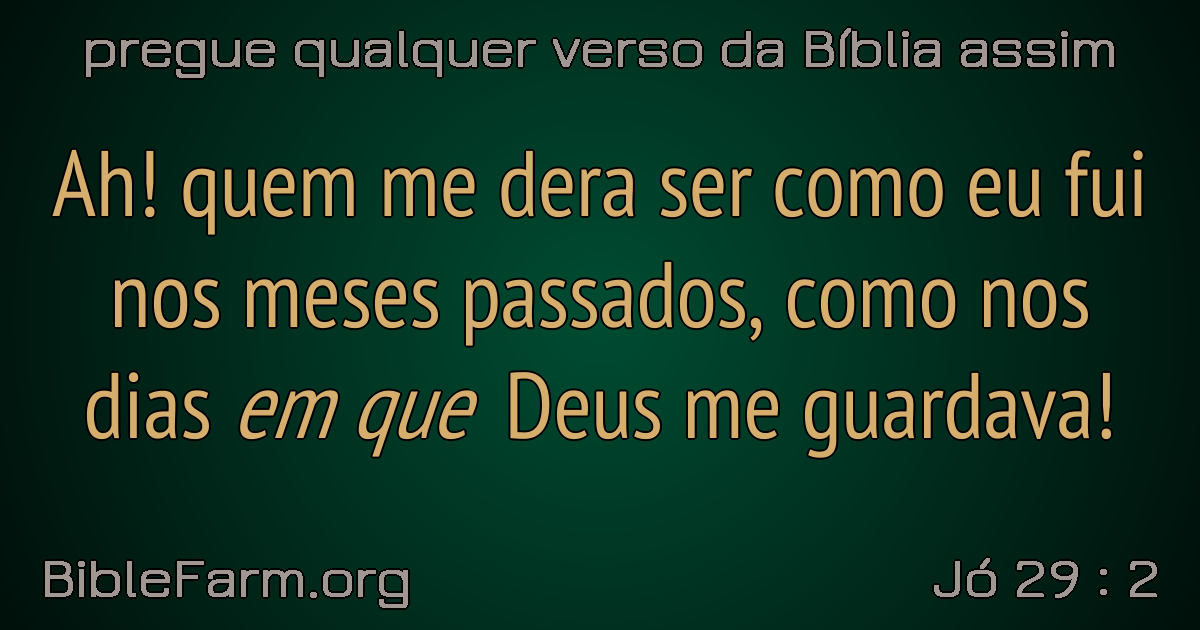 pregue qualquer verso da Bíblia assim
Ah! quem me dera ser como eu fui
nos meses passados, como nos
dias em que Deus me guardava!
BibleFarm.org
Jó 29 : 2